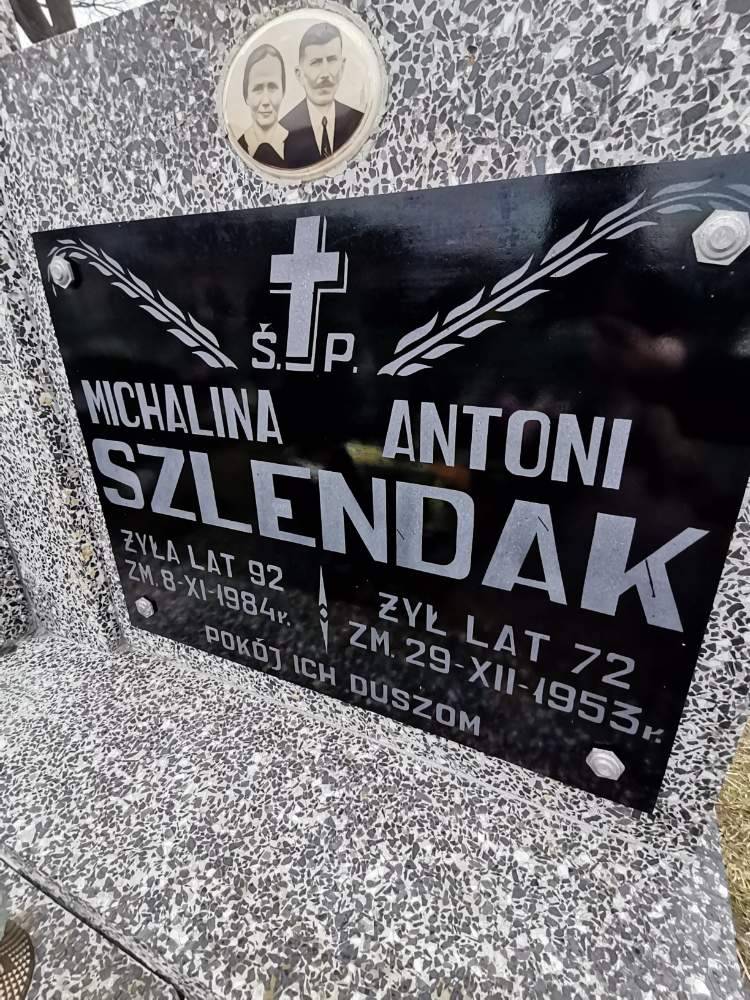 Ś. P.
MICHALINA ANTONI
SZLENDAK
ŻYŁA LAT 92
ZM. 8-XI-1984r.
ŻYŁ LAT 72
ZM. 29-XII-1953r.
POKÓJ ICH DUSZOM